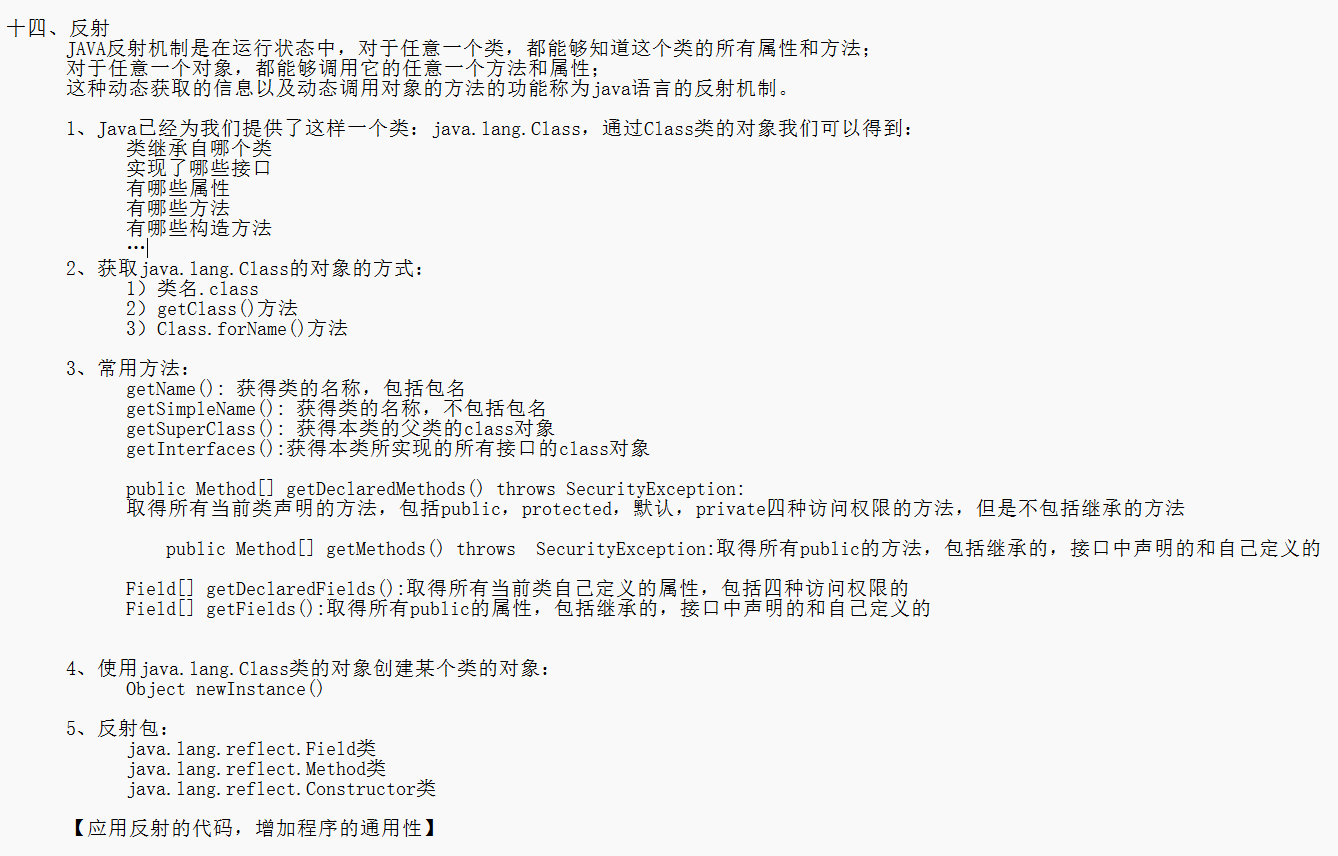 十四、反射
JAVA反射机制是在运行状态中，对于任意一个类，都能够知道这个类的所有属性和方法；
对于任意一个对象，都能够调用它的任意一个方法和属性；
这种动态获取的信息以及动态调用对象的方法的功能称为java语言的反射机制。
1、Java已经为我们提供了这样一个类：java.lang.Class，通过Class类的对象我们可以得到：
类继承自哪个类
实现了哪些接口
有哪些属性
有哪些方法
有哪些构造方法
…
2、获取java.lang.Class的对象的方式：
1）类名.class
2）getClass()方法
3）Class.forName()方法
3、常用方法：
getName(): 获得类的名称，包括包名
getSimpleName(): 获得类的名称，不包括包名
getSuperClass(): 获得本类的父类的class对象
getInterfaces():获得本类所实现的所有接口的class对象
public Method[] getDeclaredMethods() throws SecurityException:
取得所有当前类声明的方法，包括public，protected，默认，private四种访问权限的方法，但是不包括继承的方法
public Method[] getMethods() throws  SecurityException:取得所有public的方法，包括继承的，接口中声明的和自己定义的
Field[] getDeclaredFields():取得所有当前类自己定义的属性，包括四种访问权限的
Field[] getFields():取得所有public的属性，包括继承的，接口中声明的和自己定义的
4、使用java.lang.Class类的对象创建某个类的对象：
Object newInstance()
5、反射包：
java.lang.reflect.Field类
java.lang.reflect.Method类
java.lang.reflect.Constructor类
【应用反射的代码，增加程序的通用性】